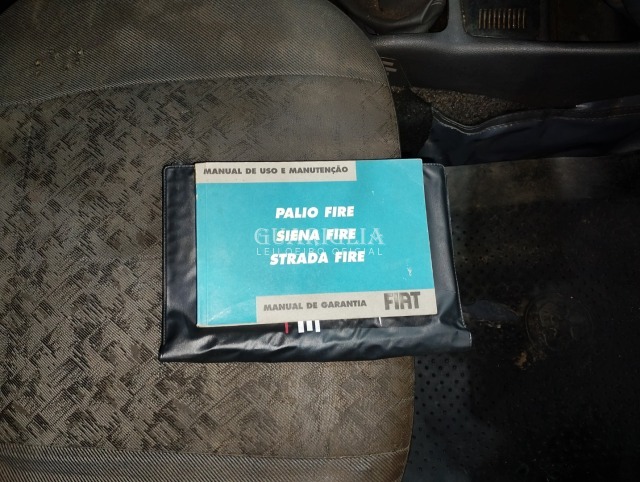 MANUAL DE USO E MANUTENÇÃO
PALIO FIRE
SIENA FIRE
STRADA FIRE
GUARIGLIA
LEILOEIRO OFICIAL
MANUAL DE GARANTIA
FIAT